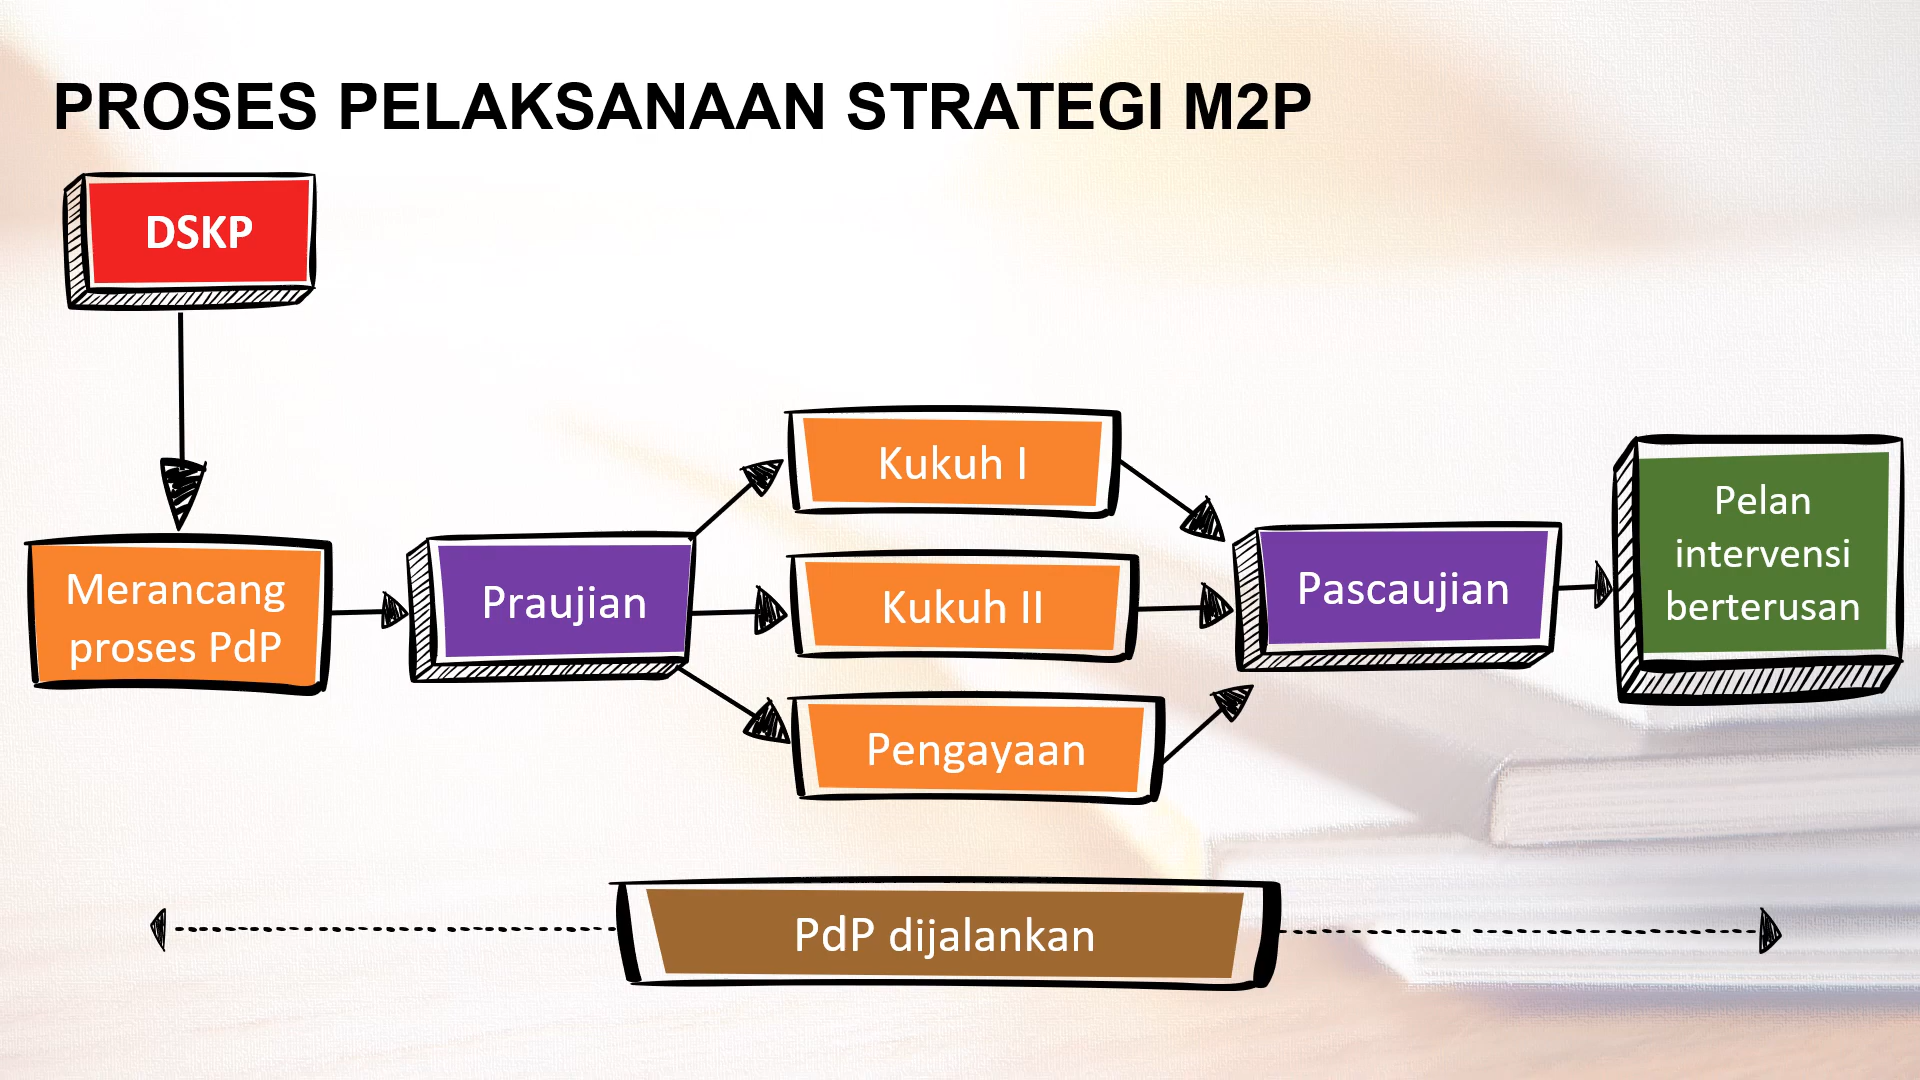 PROSES PELAKSANAAN STRATEGI M2P
DSKP
Merancang
proses PdP
Praujian
Kukuh I
Kukuh II
Pengayaan
Pascaujian
Pelan
intervensi
berterusan
PdP dijalankan